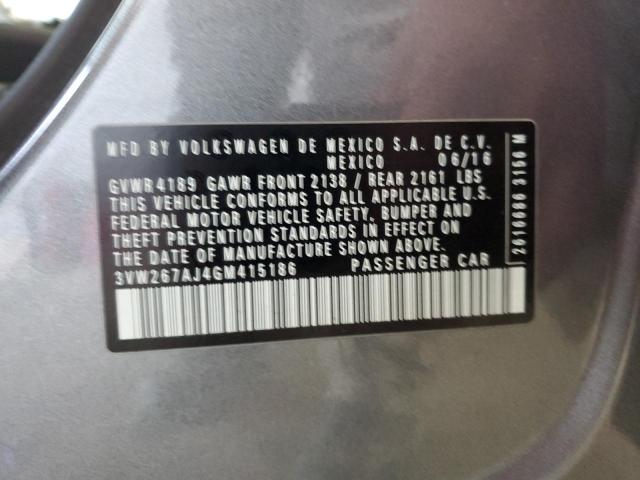 MFD BY VOLKSWAGEN DE MEXICO S.A. DE C.V.
MEXICO 06/16
GVWR 4189 GAWR FRONT 2138 / REAR 2161 LBS
THIS VEHICLE CONFORMS TO ALL APPLICABLE U.S.
FEDERAL MOTOR VEHICLE SAFETY, BUMPER AND
THEFT PREVENTION STANDARDS IN EFFECT ON
THE DATE OF MANUFACTURE SHOWN ABOVE.
3VW267AJ4GM415186 PASSENGER CAR